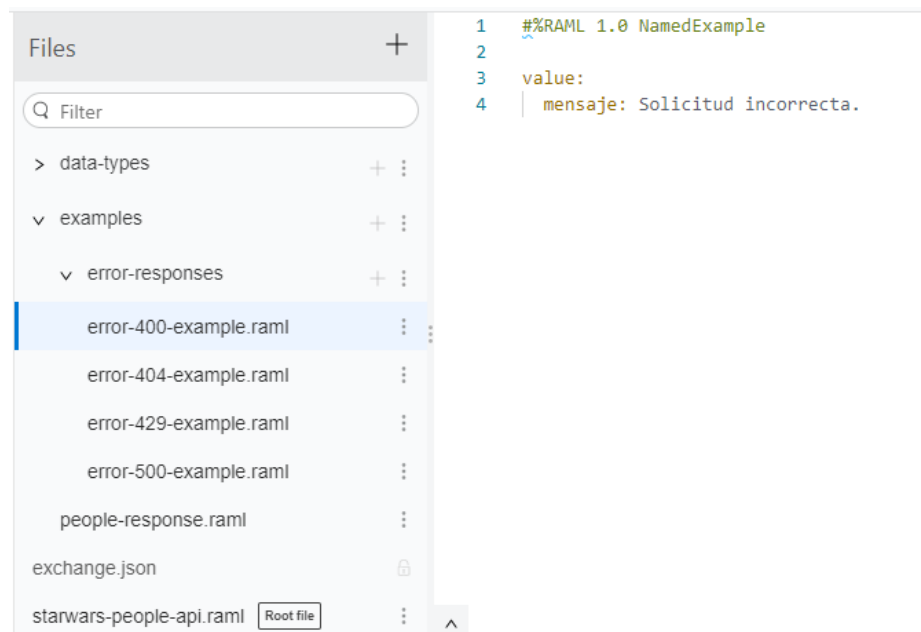 Files
Filter
data-types
examples
error-responses
error-400-example.raml
error-404-example.raml
error-429-example.raml
error-500-example.raml
people-response.raml
exchange.json
starwars-people-api.raml Root file
1 #%RAML 1.0 NamedExample
2
3 value:
4 mensaje: Solicitud incorrecta.